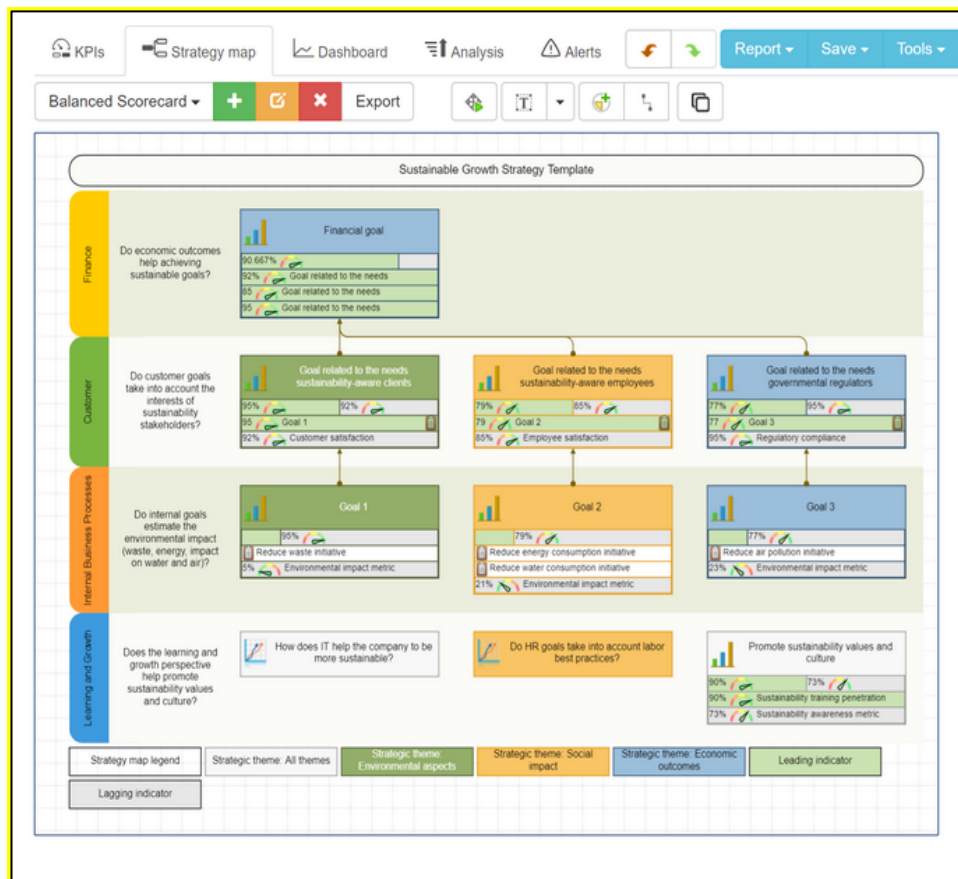 KPIs
Strategy map
Dashboard
Analysis
Alerts
Report
Save
Tools
Balanced Scorecard
Export
Sustainable Growth Strategy Template
Finance
Do economic outcomes
help achieving
sustainable goals?
Financial goal
90.667%
92% Goal related to the needs
85 Goal related to the needs
95 Goal related to the needs
Customer
Do customer goals
take into account the
interests of
sustainability
stakeholders?
Goal related to the needs
sustainability-aware clients
95% 92%
95 Goal 1
92% Customer satisfaction
Goal related to the needs
sustainability-aware employees
79% 85%
79 Goal 2
85% Employee satisfaction
Goal related to the needs
governmental regulators
77% 95%
77 Goal 3
95% Regulatory compliance
Internal Business Processes
Do internal goals
estimate the
environmental impact
(waste, energy, impact
on water and air)?
Goal 1
95%
Reduce waste initiative
5% Environmental impact metric
Goal 2
79%
Reduce energy consumption initiative
Reduce water consumption initiative
21% Environmental impact metric
Goal 3
77%
Reduce air pollution initiative
23% Environmental impact metric
Learning and Growth
Does the learning and
growth perspective
help promote
sustainability values
and culture?
How does IT help the company to be
more sustainable?
Do HR goals take into account labor
best practices?
Promote sustainability values and
culture
90% 73%
90% Sustainability training penetration
73% Sustainability awareness metric
Strategy map legend
Strategic theme: All themes
Strategic theme:
Environmental aspects
Strategic theme: Social
impact
Strategic theme: Economic
outcomes
Leading indicator
Lagging indicator